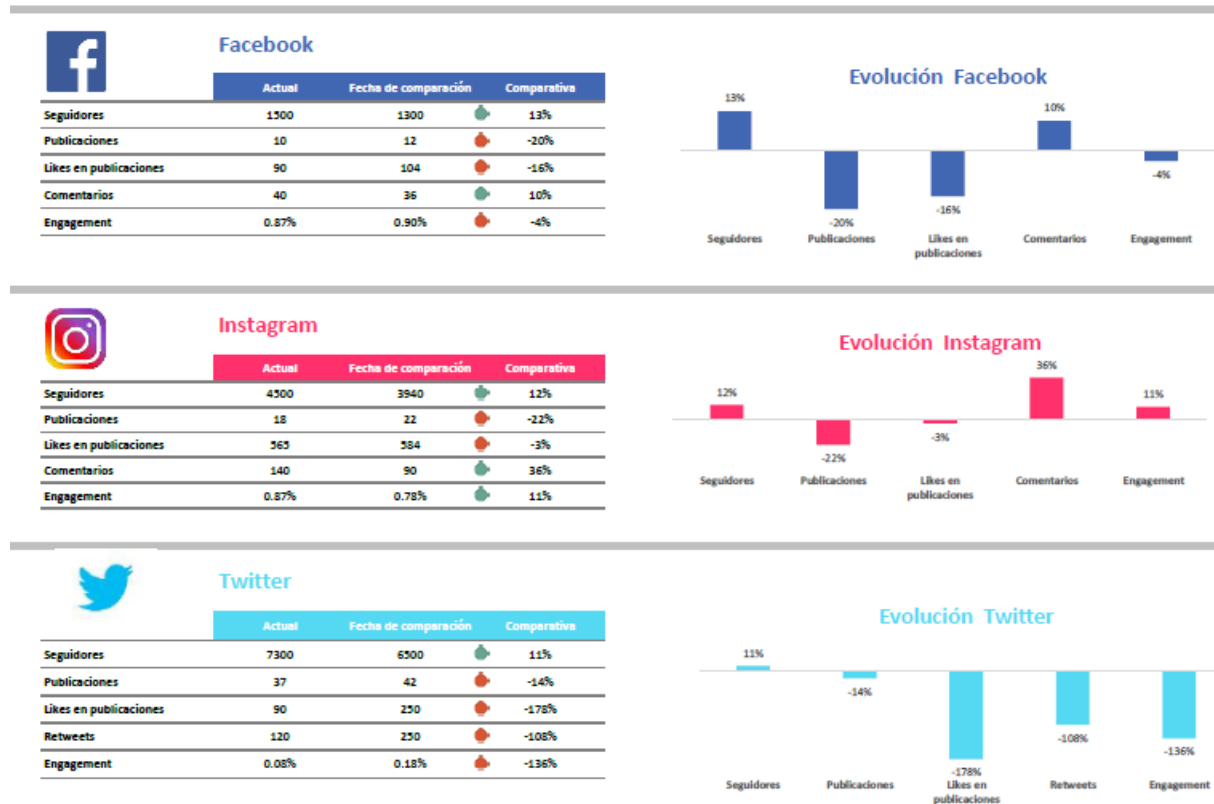 Facebook
Actual Fecha de comparación Comparativa
Seguidores 1500 1300 13%
Publicaciones 10 12 -20%
Likes en publicaciones 90 104 -16%
Comentarios 40 36 10%
Engagement 0.87% 0.90% -4%
Evolución Facebook
13%
10%
-4%
-16%
-20%
Seguidores Publicaciones Likes en publicaciones Comentarios Engagement
Instagram
Actual Fecha de comparación Comparativa
Seguidores 4500 3940 12%
Publicaciones 18 22 -22%
Likes en publicaciones 565 584 -3%
Comentarios 140 90 36%
Engagement 0.87% 0.78% 11%
Evolución Instagram
36%
12%
11%
-3%
-22%
Seguidores Publicaciones Likes en publicaciones Comentarios Engagement
Twitter
Actual Fecha de comparación Comparativa
Seguidores 7300 6500 11%
Publicaciones 37 42 -14%
Likes en publicaciones 90 250 -178%
Retweets 120 250 -108%
Engagement 0.08% 0.18% -136%
Evolución Twitter
11%
-14%
-108%
-136%
-178%
Seguidores Publicaciones Likes en publicaciones Retweets Engagement